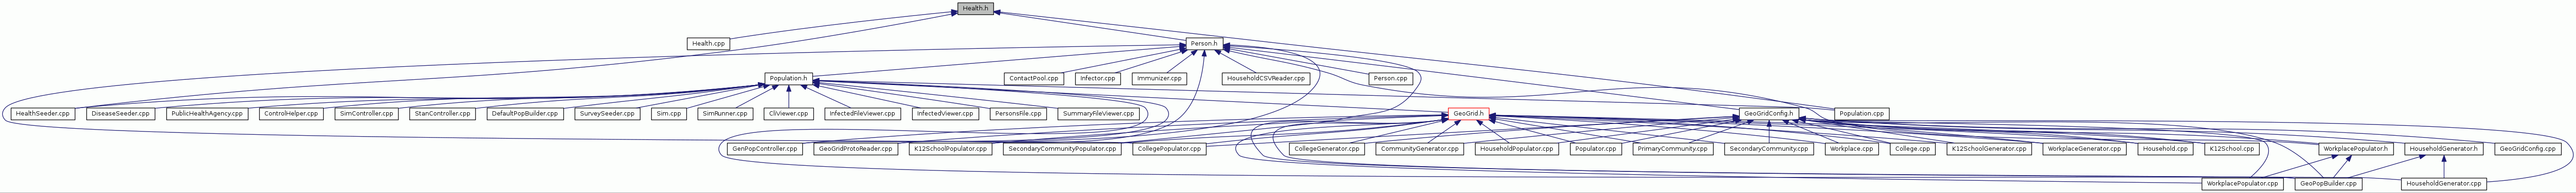 Health.h
Health.cpp
Person.h
Population.h
ContactPool.cpp
Infector.cpp
Immunizer.cpp
HouseholdCSVReader.cpp
Person.cpp
HealthSeeder.cpp
DiseaseSeeder.cpp
PublicHealthAgency.cpp
ControlHelper.cpp
SimController.cpp
StanController.cpp
DefaultPopBuilder.cpp
SurveySeeder.cpp
Sim.cpp
SimRunner.cpp
CliViewer.cpp
InfectedFileViewer.cpp
InfectedViewer.cpp
PersonsFile.cpp
SummaryFileViewer.cpp
GeoGrid.h
GeoGridConfig.h
Population.cpp
GenPopController.cpp
GeoGridProtoReader.cpp
K12SchoolPopulator.cpp
SecondaryCommunityPopulator.cpp
CollegePopulator.cpp
CollegeGenerator.cpp
CommunityGenerator.cpp
HouseholdPopulator.cpp
Populator.cpp
PrimaryCommunity.cpp
SecondaryCommunity.cpp
Workplace.cpp
College.cpp
K12SchoolGenerator.cpp
WorkplaceGenerator.cpp
Household.cpp
K12School.cpp
WorkplacePopulator.h
HouseholdGenerator.h
GeoGridConfig.cpp
WorkplacePopulator.cpp
GeoPopBuilder.cpp
HouseholdGenerator.cpp